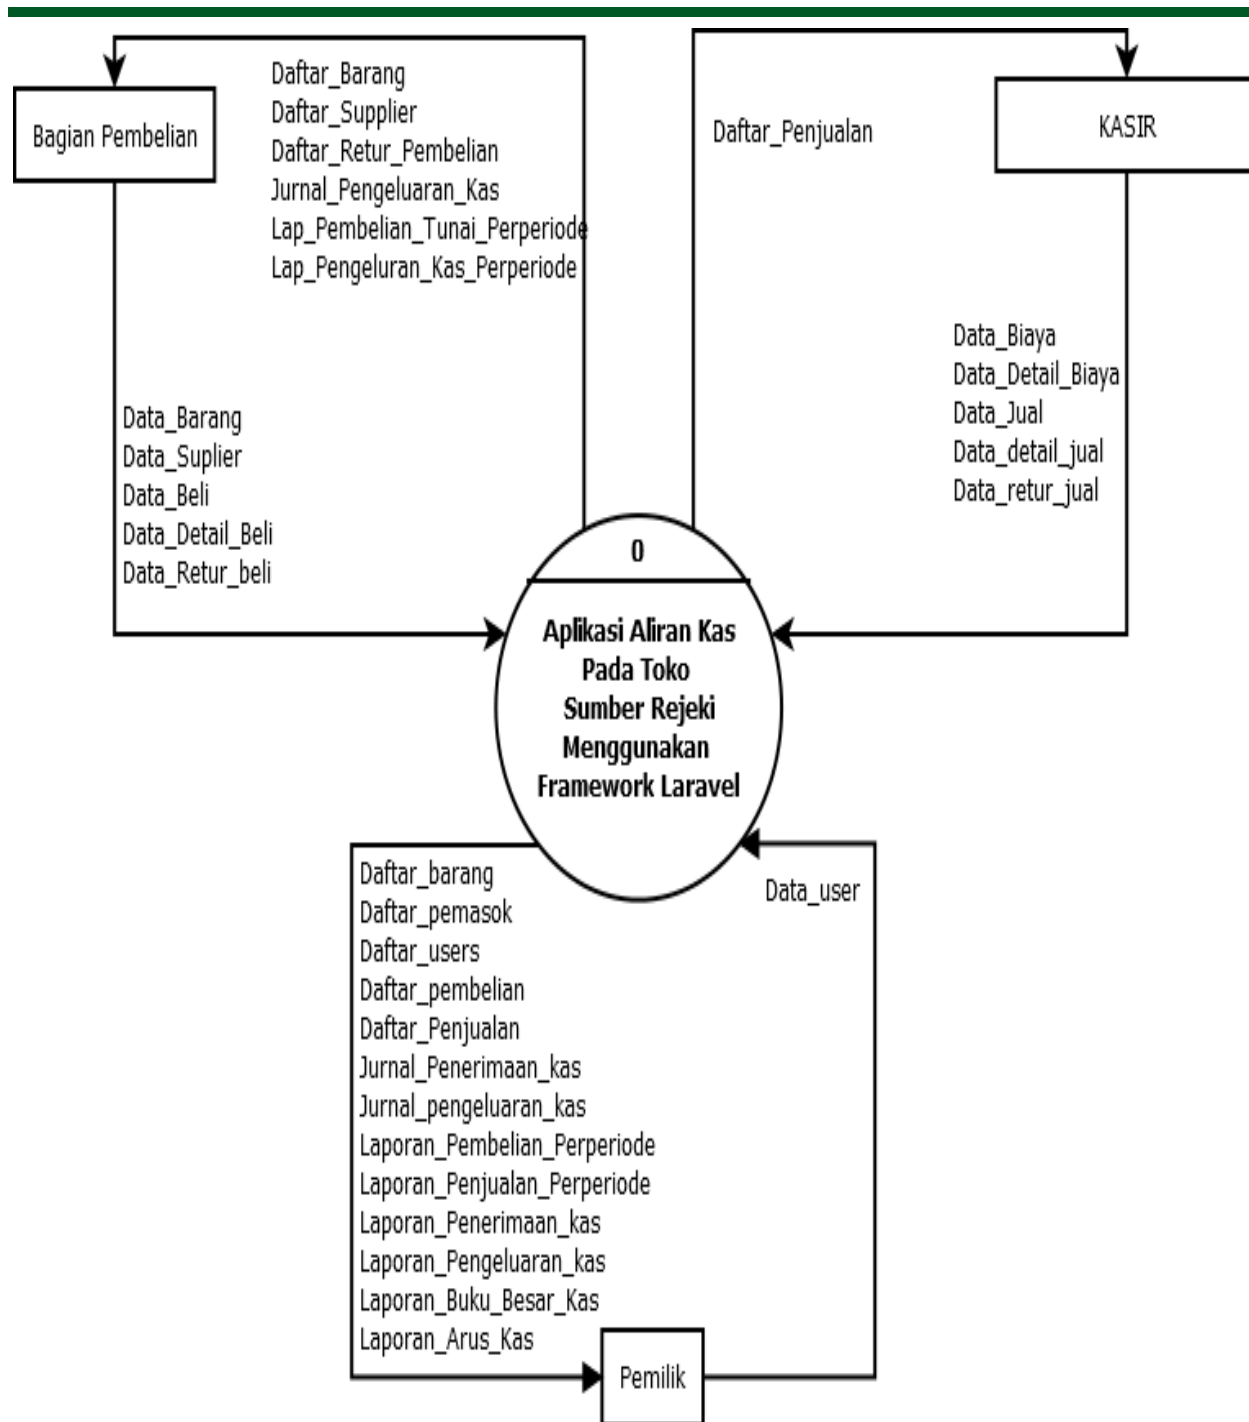 Bagian Pembelian
Daftar_Barang
Daftar_Supplier
Daftar_Retur_Pembelian
Jurnal_Pengeluaran_Kas
Lap_Pembelian_Tunai_Perperiode
Lap_Pengeluran_Kas_Perperiode
Daftar_Penjualan
KASIR
Data_Barang
Data_Suplier
Data_Beli
Data_Detail_Beli
Data_Retur_beli
Data_Biaya
Data_Detail_Biaya
Data_Jual
Data_detail_jual
Data_retur_jual
0
Aplikasi Aliran Kas
Pada Toko
Sumber Rejeki
Menggunakan
Framework Laravel
Daftar_barang
Daftar_pemasok
Daftar_users
Daftar_pembelian
Daftar_Penjualan
Jurnal_Penerimaan_kas
Jurnal_pengeluaran_kas
Laporan_Pembelian_Perperiode
Laporan_Penjualan_Perperiode
Laporan_Penerimaan_kas
Laporan_Pengeluaran_kas
Laporan_Buku_Besar_Kas
Laporan_Arus_Kas
Data_user
Pemilik